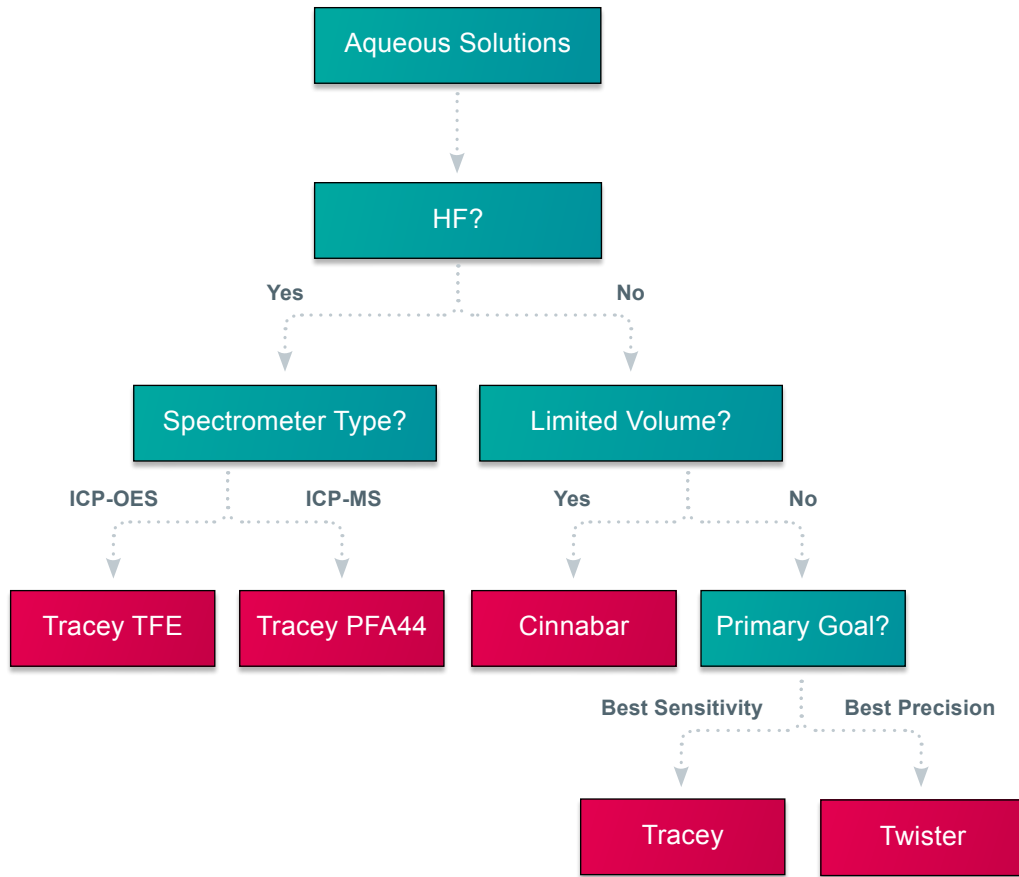 Aqueous Solutions
HF?
Yes
No
Spectrometer Type?
Limited Volume?
ICP-OES
ICP-MS
Yes
No
Tracey TFE
Tracey PFA44
Cinnabar
Primary Goal?
Best Sensitivity
Best Precision
Tracey
Twister